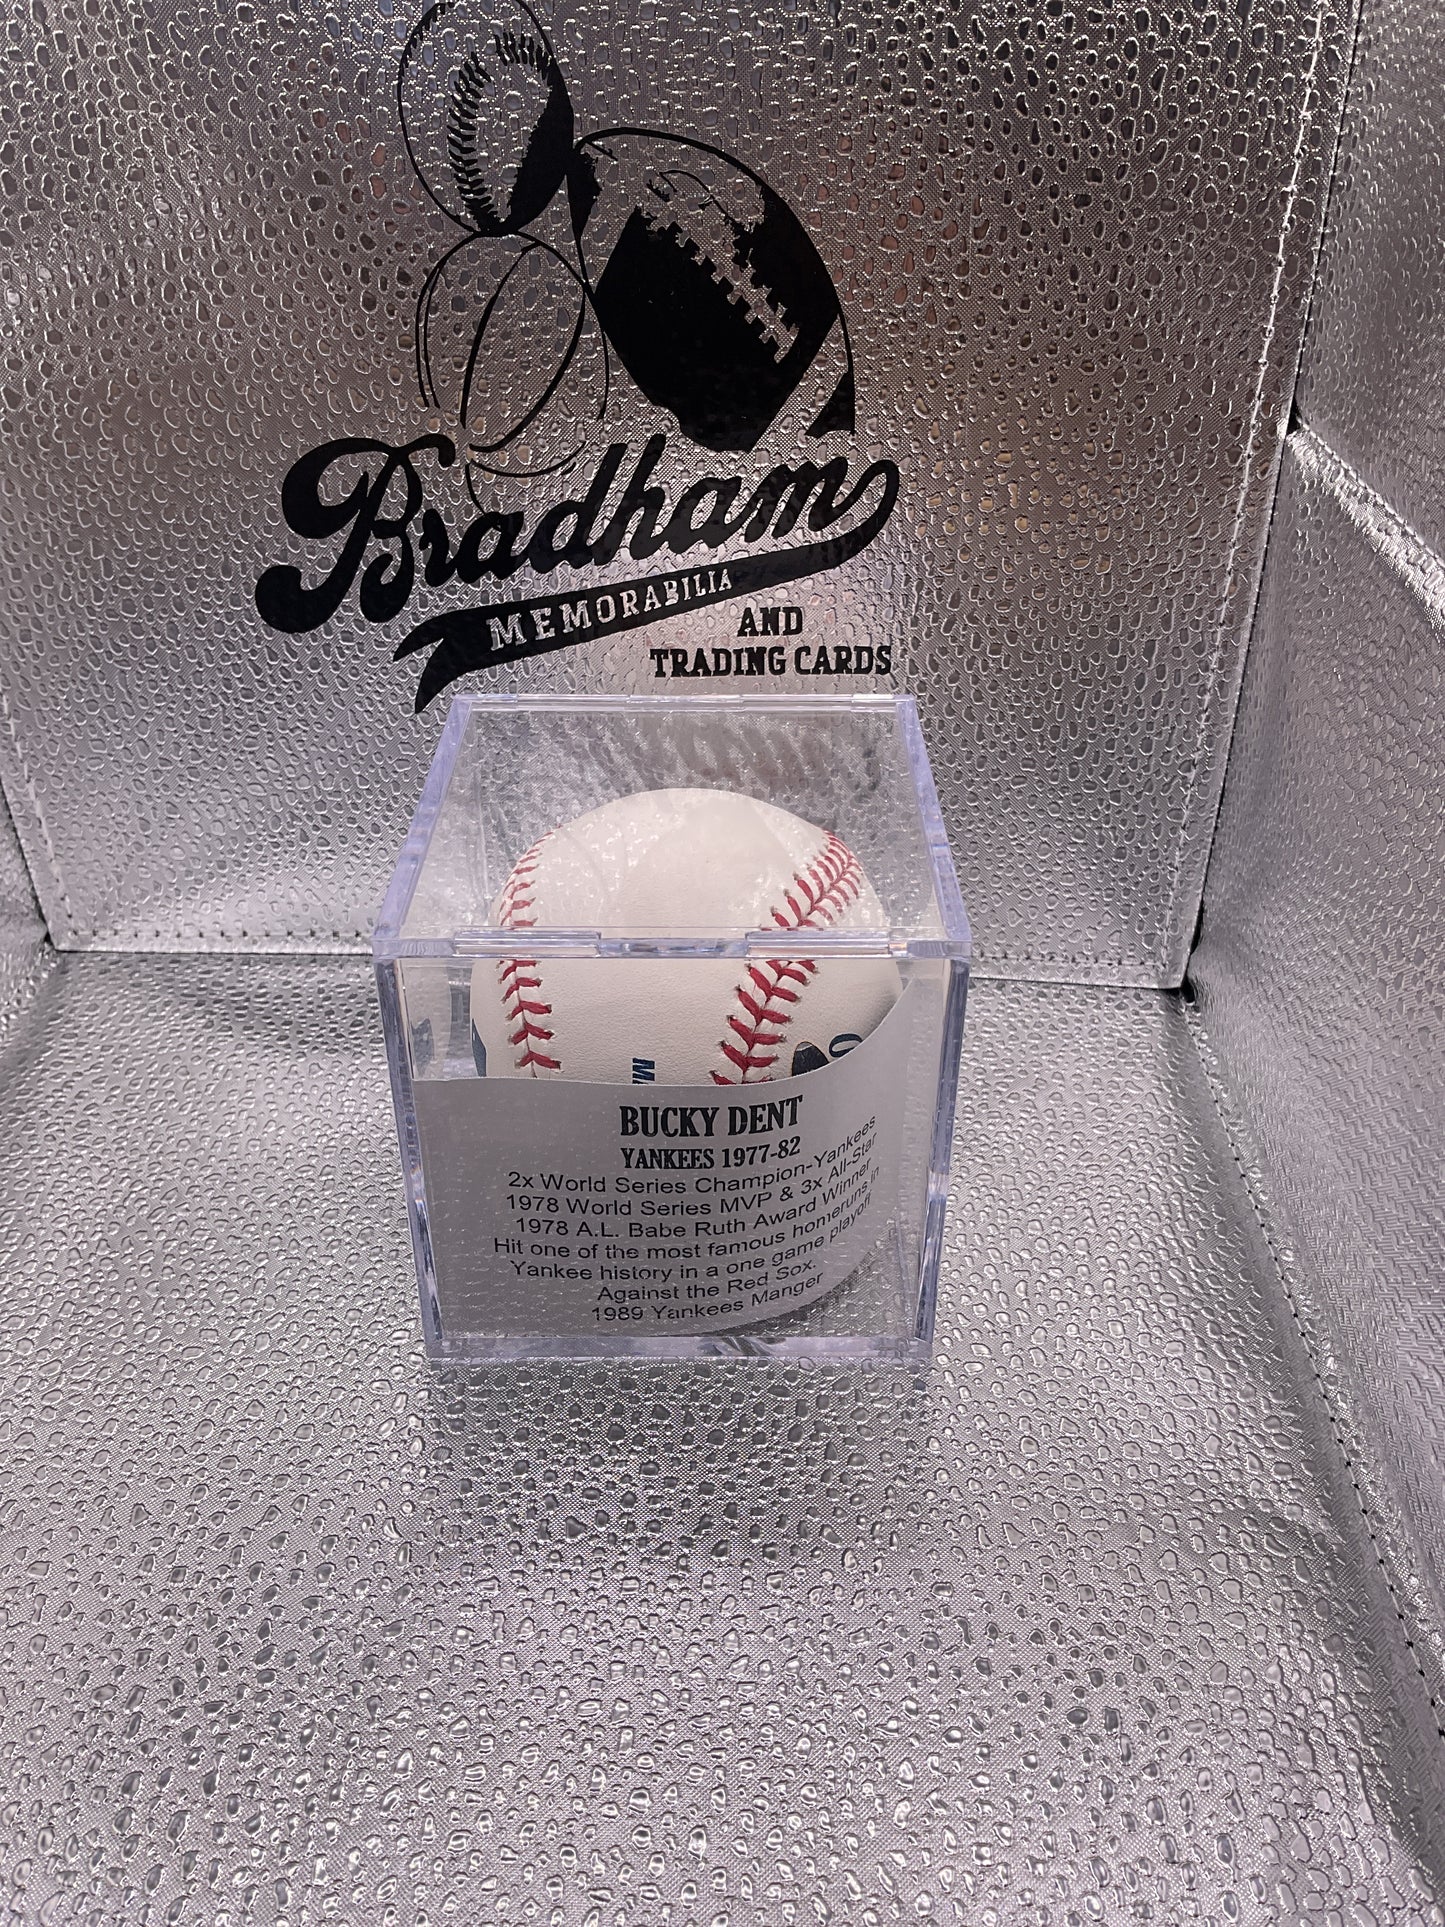 Bradham
MEMORABILIA
AND
TRADING CARDS
BUCKY DENT
YANKEES 1977-82
2x World Series Champion-Yankees
1978 World Series MVP & 3x All-Star
1978 A.L. Babe Ruth Award Winner
Hit one of the most famous homeruns in
Yankee history in a one game playoff
Against the Red Sox.
1989 Yankees Manger